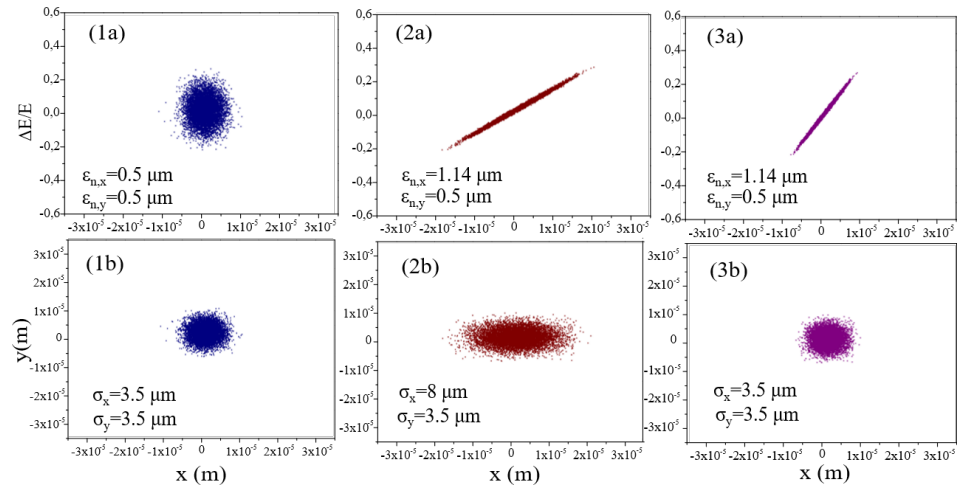 (1a)
0,6
0,4
0,2
0,0
-0,2
-0,4
-0,6
ΔE/E
εn,x=0.5 μm
εn,y=0.5 μm
-3x10⁻⁵ -2x10⁻⁵ -1x10⁻⁵ 0 1x10⁻⁵ 2x10⁻⁵ 3x10⁻⁵
(2a)
0,6
0,4
0,2
0,0
-0,2
-0,4
-0,6
εn,x=1.14 μm
εn,y=0.5 μm
-3x10⁻⁵ -2x10⁻⁵ -1x10⁻⁵ 0 1x10⁻⁵ 2x10⁻⁵ 3x10⁻⁵
(3a)
0,6
0,4
0,2
0,0
-0,2
-0,4
-0,6
εn,x=1.14 μm
εn,y=0.5 μm
-3x10⁻⁵ -2x10⁻⁵ -1x10⁻⁵ 0 1x10⁻⁵ 2x10⁻⁵ 3x10⁻⁵
(1b)
3x10⁻⁵
2x10⁻⁵
1x10⁻⁵
0
-1x10⁻⁵
-2x10⁻⁵
-3x10⁻⁵
y(m)
σx=3.5 μm
σy=3.5 μm
-3x10⁻⁵ -2x10⁻⁵ -1x10⁻⁵ 0 1x10⁻⁵ 2x10⁻⁵ 3x10⁻⁵
x (m)
(2b)
3x10⁻⁵
2x10⁻⁵
1x10⁻⁵
0
-1x10⁻⁵
-2x10⁻⁵
-3x10⁻⁵
σx=8 μm
σy=3.5 μm
-3x10⁻⁵ -2x10⁻⁵ -1x10⁻⁵ 0 1x10⁻⁵ 2x10⁻⁵ 3x10⁻⁵
x (m)
(3b)
3x10⁻⁵
2x10⁻⁵
1x10⁻⁵
0
-1x10⁻⁵
-2x10⁻⁵
-3x10⁻⁵
σx=3.5 μm
σy=3.5 μm
-3x10⁻⁵ -2x10⁻⁵ -1x10⁻⁵ 0 1x10⁻⁵ 2x10⁻⁵ 3x10⁻⁵
x (m)